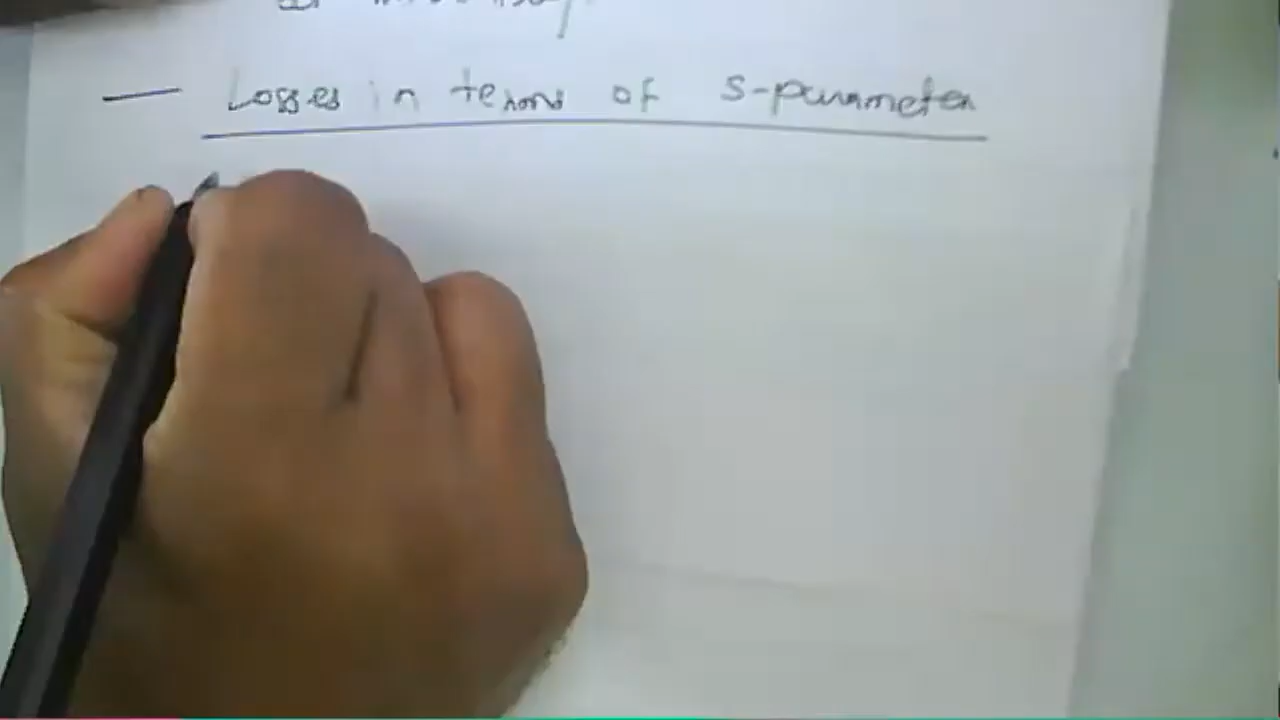 — Losses in terms of S-parameter